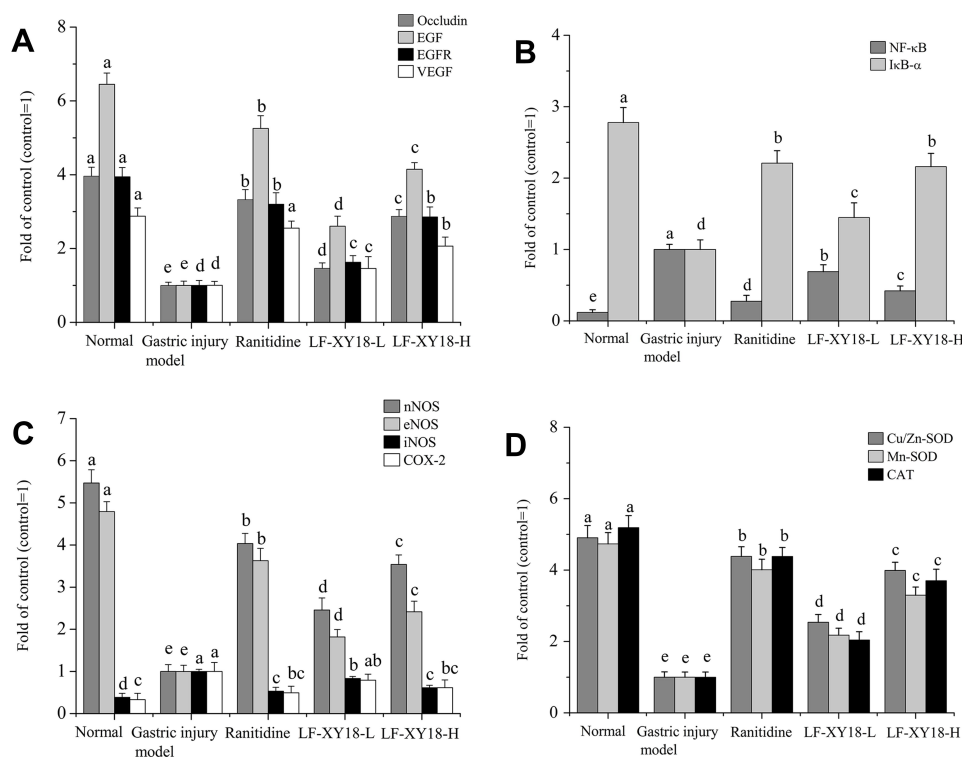 A
Occludin
EGF
EGFR
VEGF
Fold of control (control=1)
8
6
4
2
0
a a a a
e e d d
b b b a
c d c c
b c b b
Normal Gastric injury model Ranitidine LF-XY18-L LF-XY18-H
B
NF-κB
IκB-α
Fold of control (control=1)
4
3
2
1
0
e a
a d
d b
b c
c b
Normal Gastric injury model Ranitidine LF-XY18-L LF-XY18-H
C
nNOS
eNOS
iNOS
COX-2
Fold of control (control=1)
7
6
5
4
3
2
1
0
a a d c
e e a a
b b c bc
d d b ab
c c c bc
Normal Gastric injury model Ranitidine LF-XY18-L LF-XY18-H
D
Cu/Zn-SOD
Mn-SOD
CAT
Fold of control (control=1)
8
6
4
2
0
a a a
e e e
b b b
d d d
c c c
Normal Gastric injury model Ranitidine LF-XY18-L LF-XY18-H